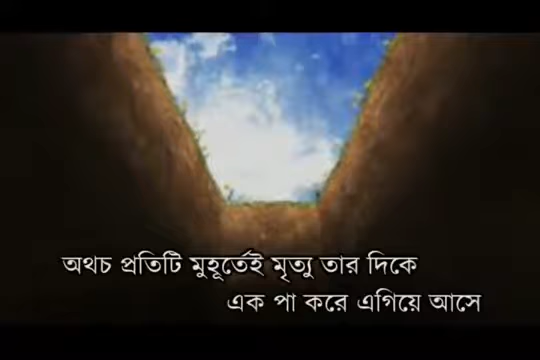 অথচ প্রতিটি মুহূর্তেই মৃত্যু তার দিকে
এক পা করে এগিয়ে আসে